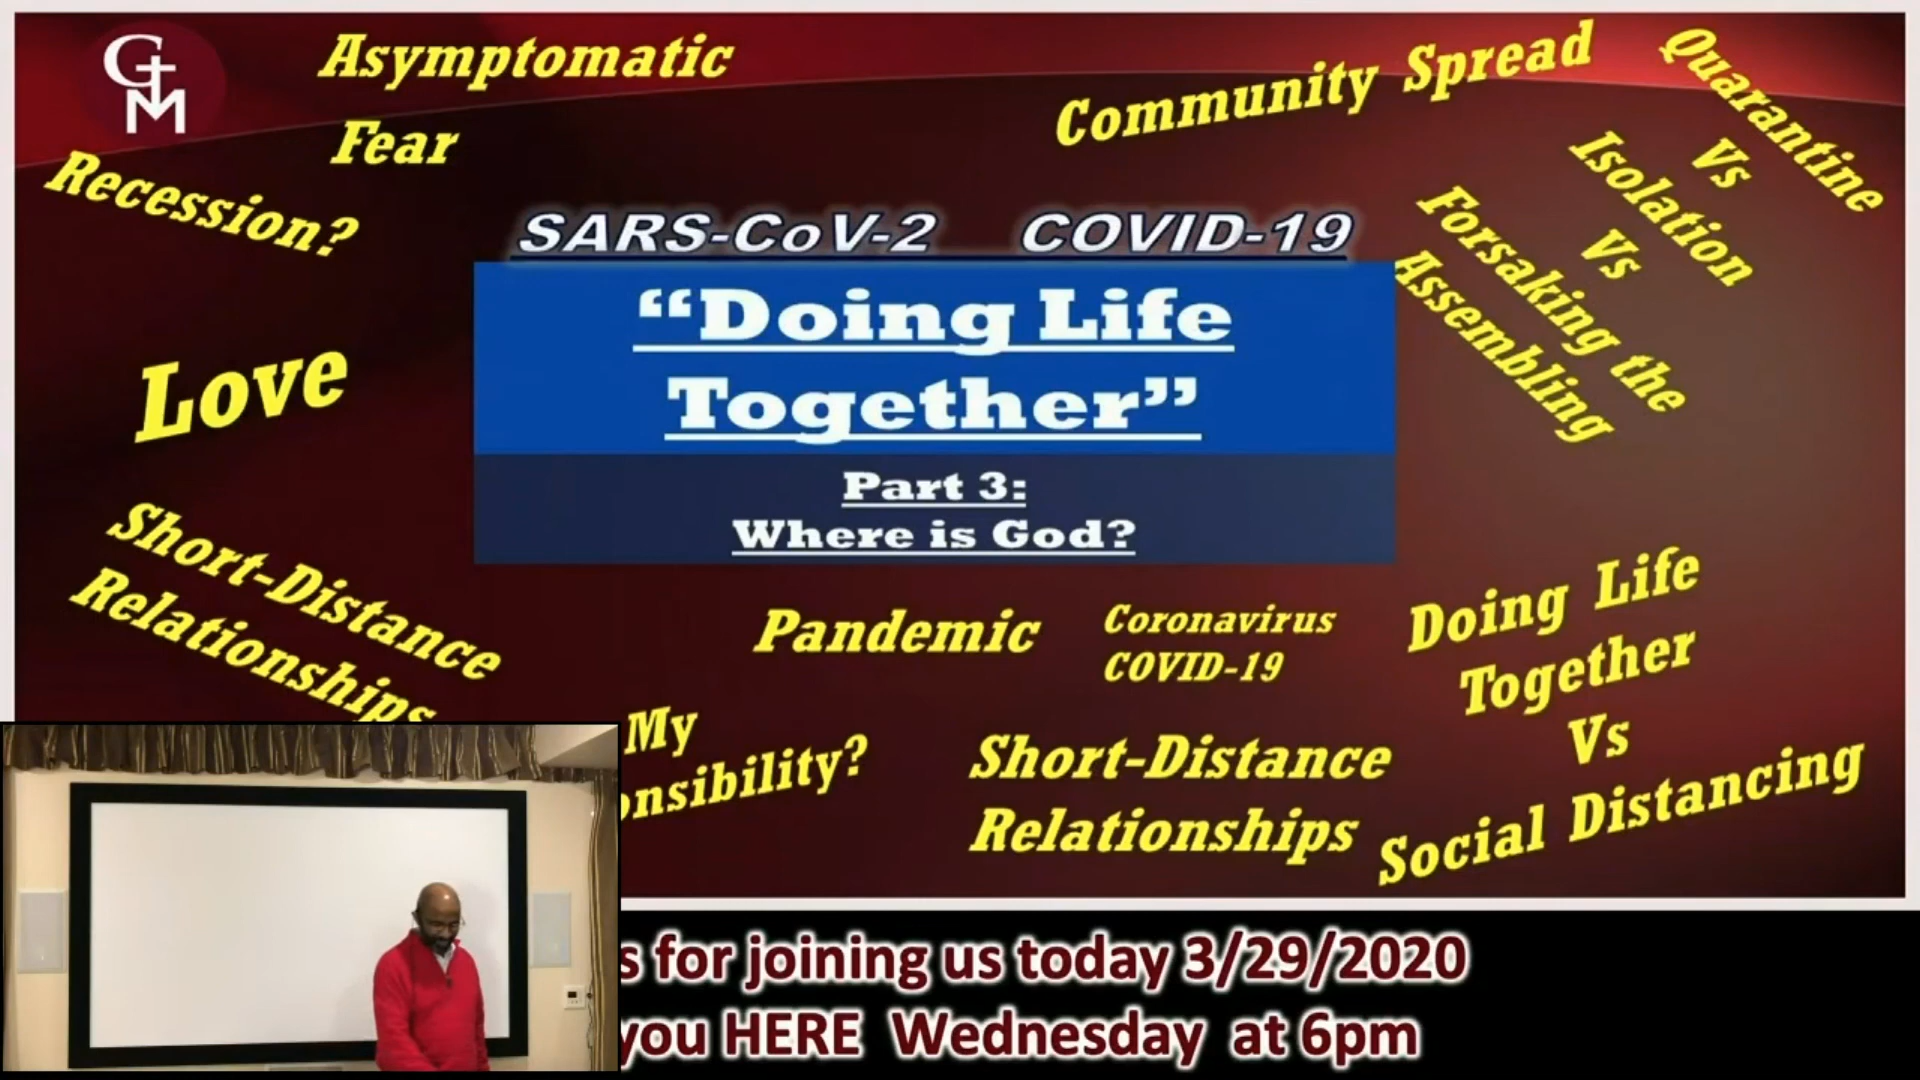 GM
Asymptomatic
Fear
Recession?
Community Spread
Quarantine
Vs
Isolation
Vs
Forsaking the
Assembling
SARS-CoV-2 COVID-19
“Doing Life
Together”
Part 3:
Where is God?
Love
Short-Distance
Relationships
Pandemic
Coronavirus
COVID-19
Doing Life
Together
Vs
Social Distancing
My
onsibility?
Short-Distance
Relationships
s for joining us today 3/29/2020
you HERE Wednesday at 6pm